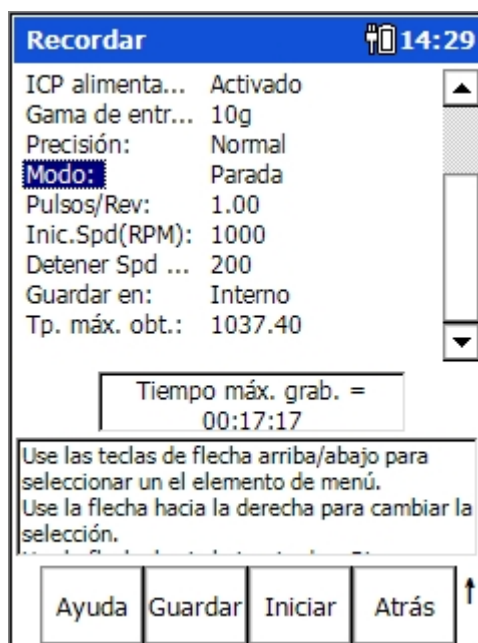 Recordar 14:29
ICP alimenta... Activado
Gama de entr... 10g
Precisión: Normal
Modo: Parada
Pulsos/Rev: 1.00
Inic.Spd(RPM): 1000
Detener Spd ... 200
Guardar en: Interno
Tp. máx. obt.: 1037.40
Tiempo máx. grab. =
00:17:17
Use las teclas de flecha arriba/abajo para
seleccionar un el elemento de menú.
Use la flecha hacia la derecha para cambiar la
selección.
Ayuda Guardar Iniciar Atrás